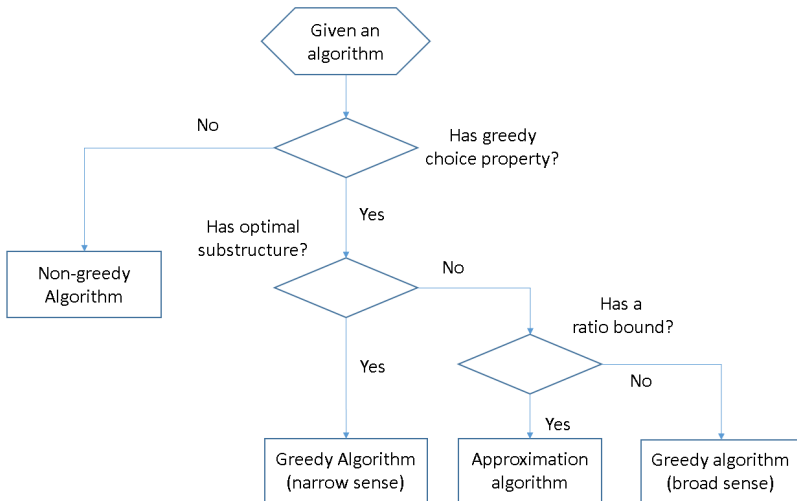 Given an
algorithm
No
Has greedy
choice property?
Yes
Has optimal
substructure?
No
Non-greedy
Algorithm
Has a
ratio bound?
Yes
No
Yes
Greedy Algorithm
(narrow sense)
Approximation
algorithm
Greedy algorithm
(broad sense)